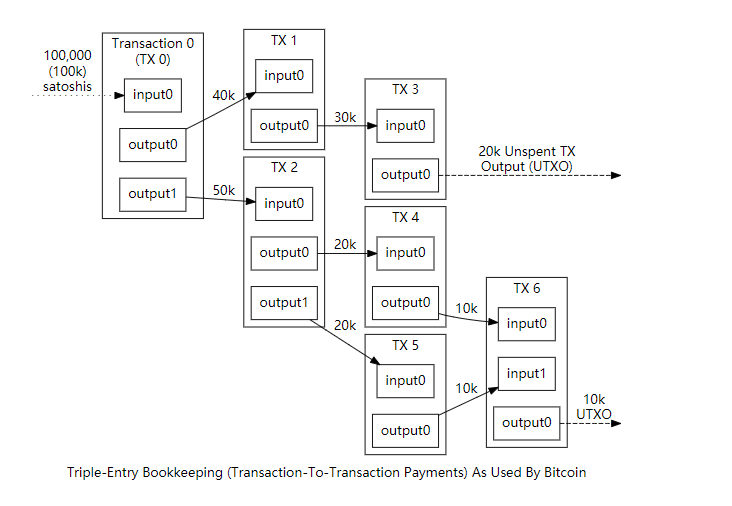 100,000
(100k)
satoshis
Transaction 0
(TX 0)
input0
output0
output1
40k
50k
TX 1
input0
output0
30k
TX 2
input0
output0
output1
20k
20k
TX 3
input0
output0
20k Unspent TX
Output (UTXO)
TX 4
input0
output0
10k
TX 5
input0
output0
10k
TX 6
input0
input1
output0
10k
UTXO
Triple-Entry Bookkeeping (Transaction-To-Transaction Payments) As Used By Bitcoin